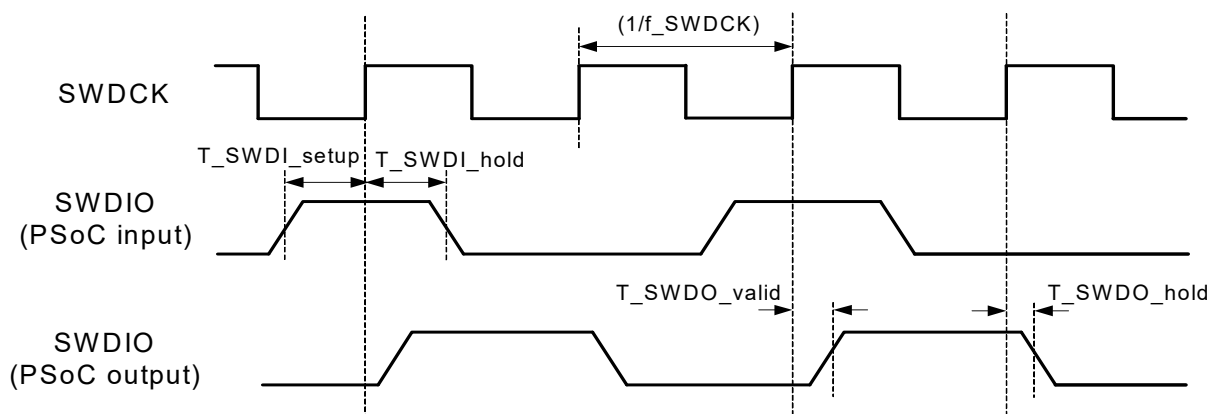 (1/f_SWDCK)
SWDCK
T_SWDI_setup
T_SWDI_hold
SWDIO
(PSoC input)
T_SWDO_valid
T_SWDO_hold
SWDIO
(PSoC output)